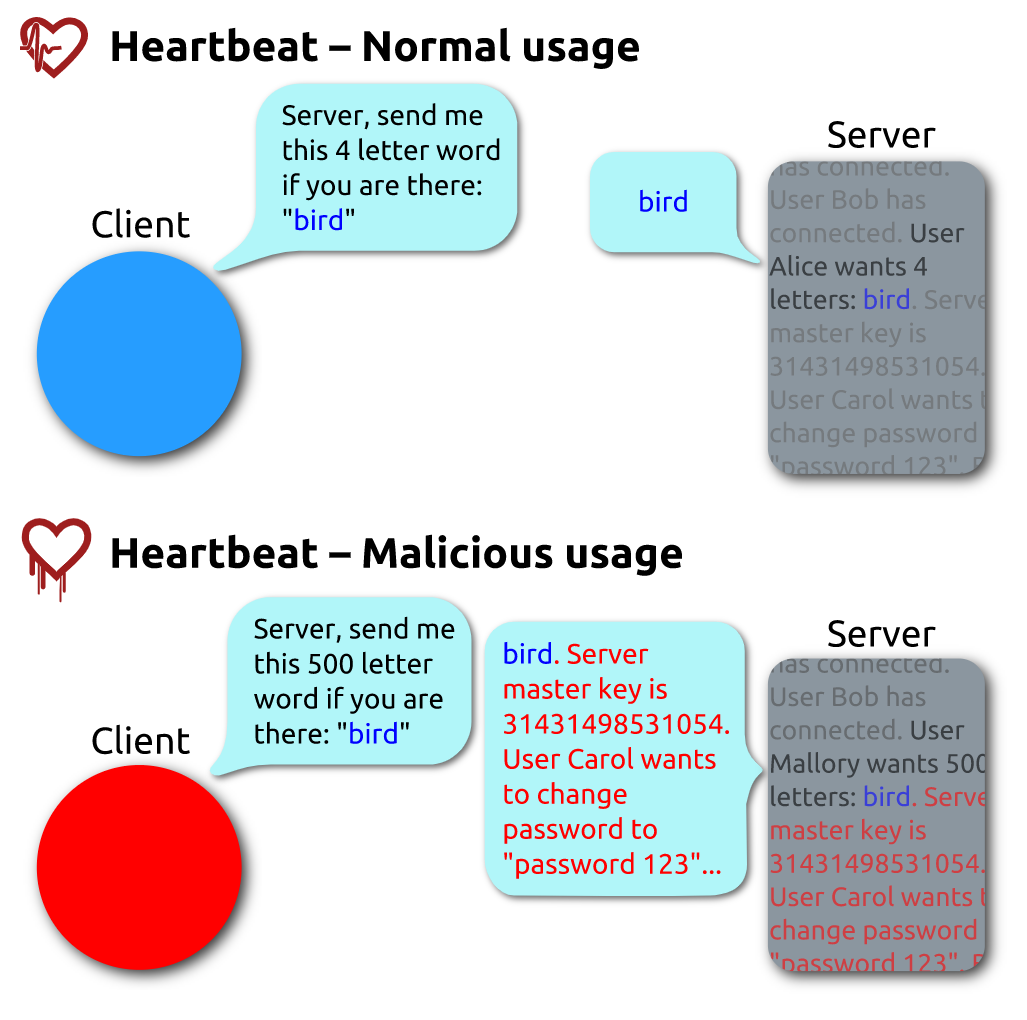 Heartbeat – Normal usage
Server, send me
this 4 letter word
if you are there:
"bird"
Client
bird
Server
has connected.
User Bob has
connected. User
Alice wants 4
letters: bird. Serve
master key is
31431498531054.
User Carol wants t
change password
"password 123".
Heartbeat – Malicious usage
Server, send me
this 500 letter
word if you are
there: "bird"
Client
bird. Server
master key is
31431498531054.
User Carol wants
to change
password to
"password 123"...
Server
has connected.
User Bob has
connected. User
Mallory wants 500
letters: bird. Serve
master key is
31431498531054.
User Carol wants t
change password
"password 123".